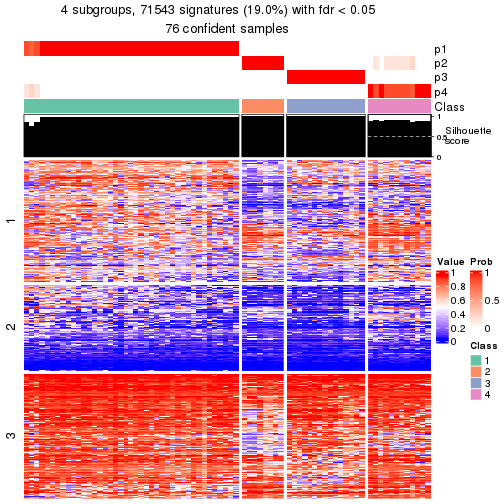 4 subgroups, 71543 signatures (19.0%) with fdr < 0.05
76 confident samples
p1
p2
p3
p4
Class
1
0.5
0
Silhouette
score
1
2
3
Value
1
0.8
0.6
0.4
0.2
0
Prob
1
0.5
0
Class
1
2
3
4